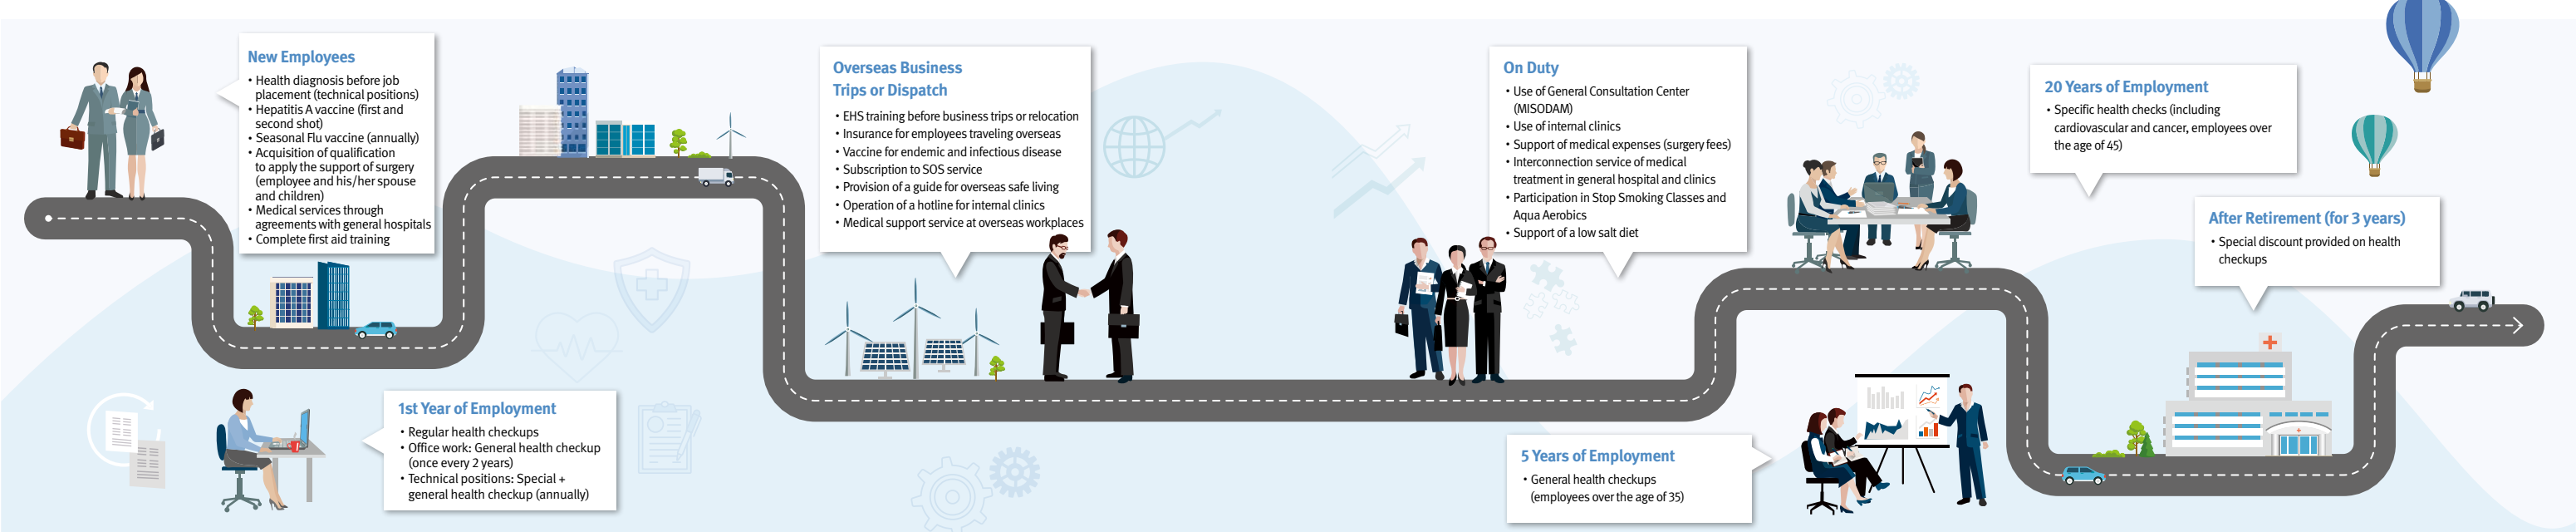 New Employees
• Health diagnosis before job
placement (technical positions)
• Hepatitis A vaccine (first and
second shot)
• Seasonal Flu vaccine (annually)
• Acquisition of qualification
to apply the support of surgery
(employee and his/her spouse
and children)
• Medical services through
agreements with general hospitals
• Complete first aid training
1st Year of Employment
• Regular health checkups
• Office work: General health checkup
(once every 2 years)
• Technical positions: Special +
general health checkup (annually)
Overseas Business
Trips or Dispatch
• EHS training before business trips or relocation
• Insurance for employees traveling overseas
• Vaccine for endemic and infectious disease
• Subscription to SOS service
• Provision of a guide for overseas safe living
• Operation of a hotline for internal clinics
• Medical support service at overseas workplaces
On Duty
• Use of General Consultation Center
(MISODAM)
• Use of internal clinics
• Support of medical expenses (surgery fees)
• Interconnection service of medical
treatment in general hospital and clinics
• Participation in Stop Smoking Classes and
Aqua Aerobics
• Support of a low salt diet
5 Years of Employment
• General health checkups
(employees over the age of 35)
20 Years of Employment
• Specific health checks (including
cardiovascular and cancer, employees over
the age of 45)
After Retirement (for 3 years)
• Special discount provided on health
checkups